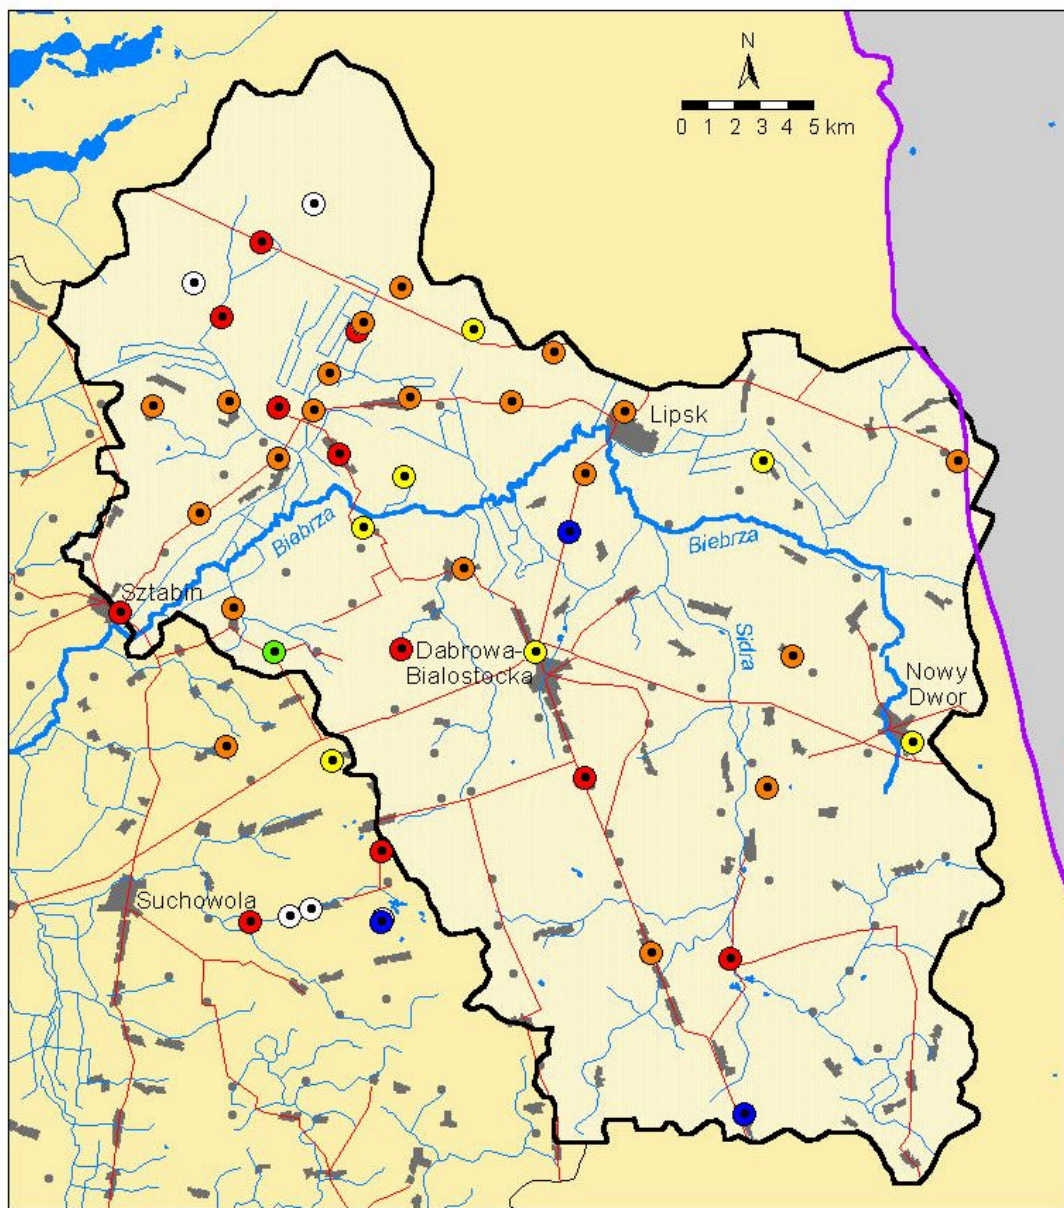 N
0 1 2 3 4 5 km
Lipsk
Biebrza
Biebrza
Sztabin
Sidra
Dabrowa-
Bialostocka
Nowy
Dwor
Suchowola